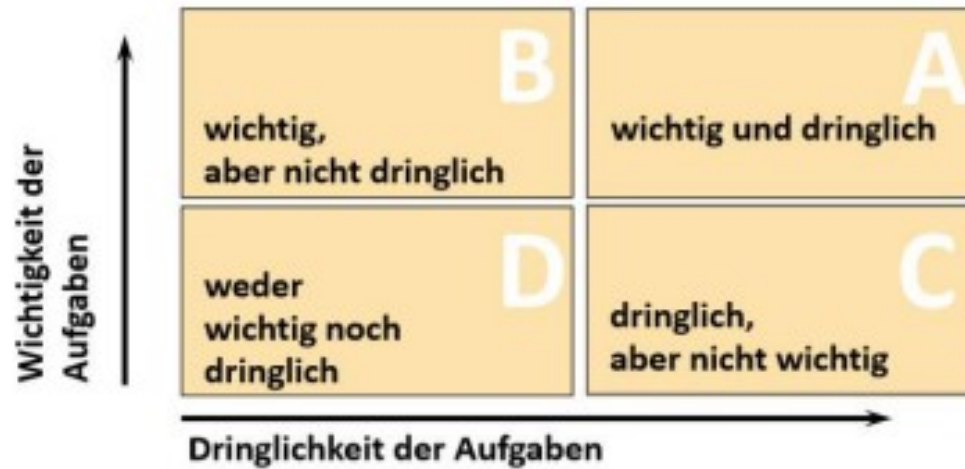 Wichtigkeit der
Aufgaben
B
wichtig,
aber nicht dringlich
A
wichtig und dringlich
D
weder
wichtig noch
dringlich
C
dringlich,
aber nicht wichtig
Dringlichkeit der Aufgaben